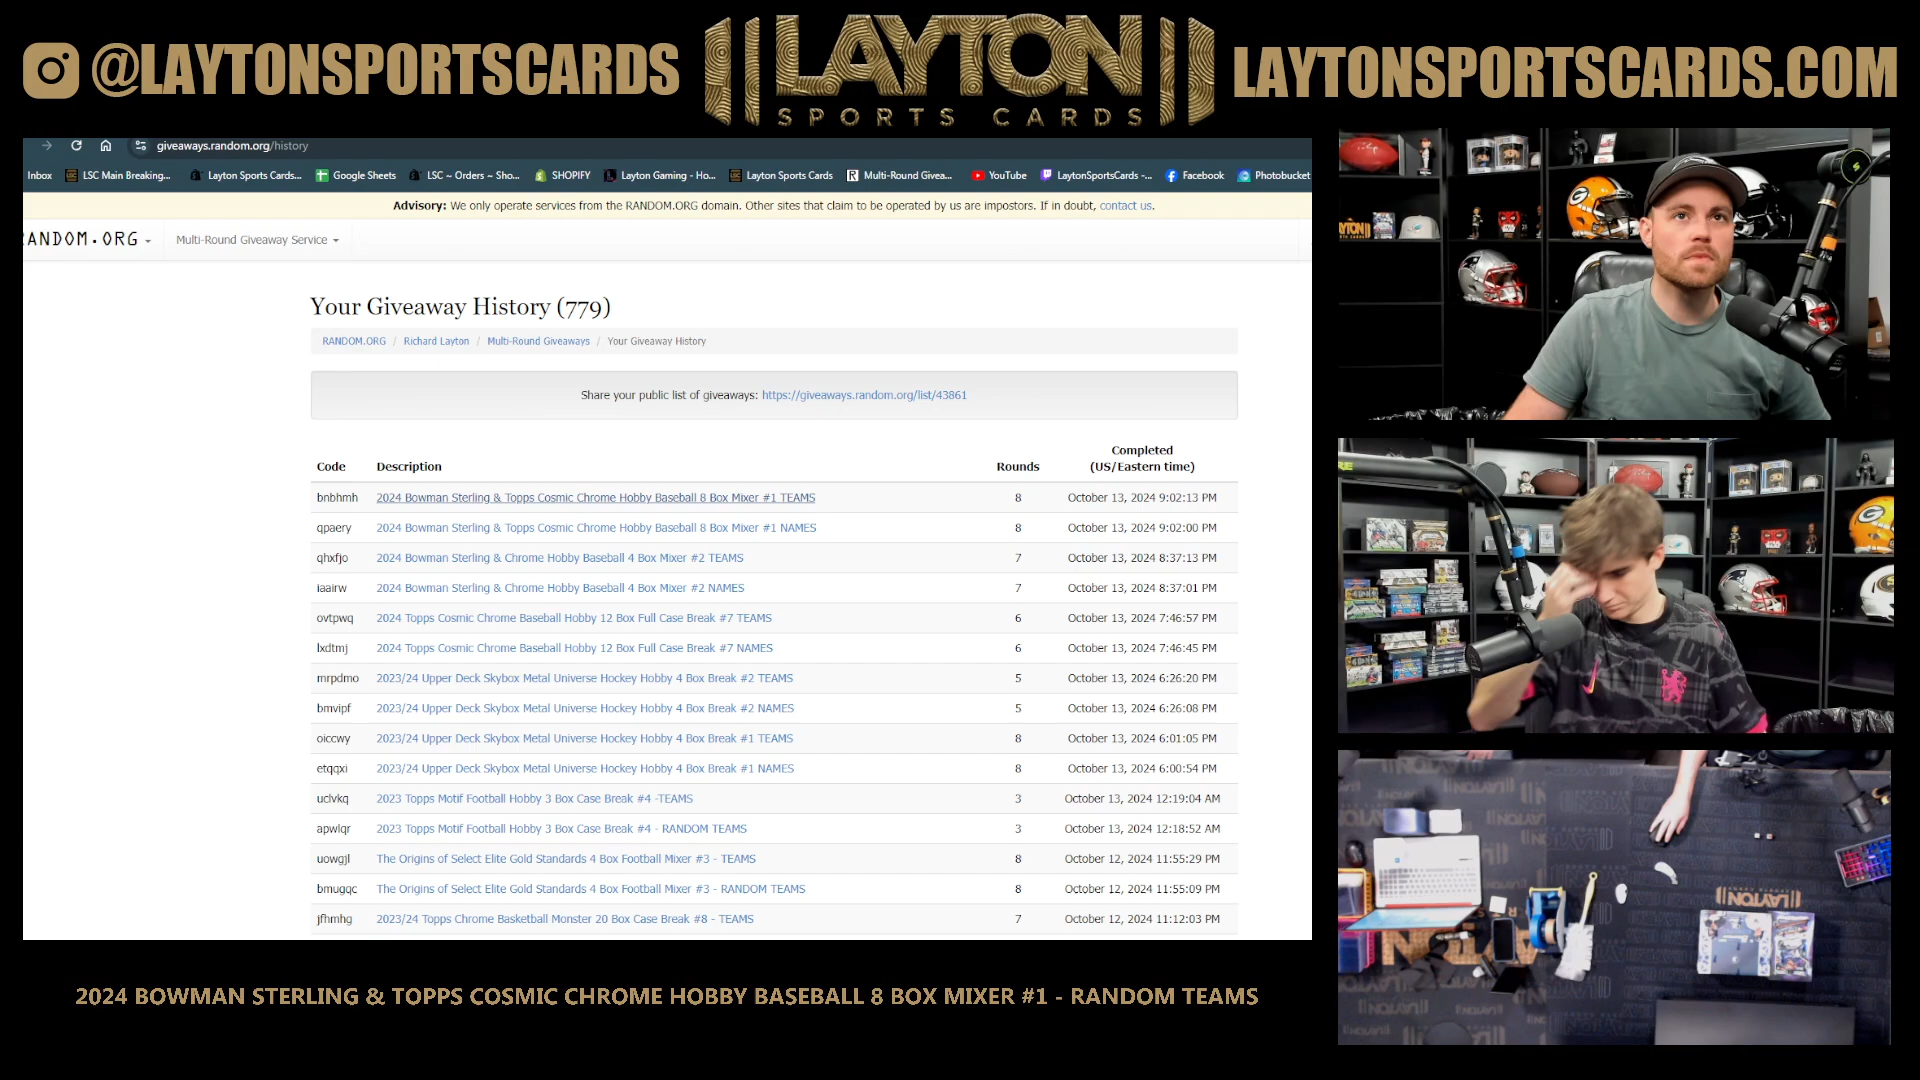 @LAYTONSPORTSCARDS
LAYTON
SPORTS CARDS
LAYTONSPORTSCARDS.COM
giveaways.random.org/history
Inbox LSC Main Breaking... Layton Sports Cards... Google Sheets LSC ~ Orders ~ Sho... SHOPIFY Layton Gaming - Ho... Layton Sports Cards Multi-Round Givea... YouTube LaytonSportsCards -... Facebook Photobucket
Advisory: We only operate services from the RANDOM.ORG domain. Other sites that claim to be operated by us are impostors. If in doubt, contact us.
RANDOM.ORG Multi-Round Giveaway Service
Your Giveaway History (779)
RANDOM.ORG / Richard Layton / Multi-Round Giveaways / Your Giveaway History
Share your public list of giveaways: https://giveaways.random.org/list/43861
Code Description Rounds Completed (US/Eastern time)
bnbhmh 2024 Bowman Sterling & Topps Cosmic Chrome Hobby Baseball 8 Box Mixer #1 TEAMS 8 October 13, 2024 9:02:13 PM
qpaery 2024 Bowman Sterling & Topps Cosmic Chrome Hobby Baseball 8 Box Mixer #1 NAMES 8 October 13, 2024 9:02:00 PM
qhxfjo 2024 Bowman Sterling & Chrome Hobby Baseball 4 Box Mixer #2 TEAMS 7 October 13, 2024 8:37:13 PM
iaairw 2024 Bowman Sterling & Chrome Hobby Baseball 4 Box Mixer #2 NAMES 7 October 13, 2024 8:37:01 PM
ovtpwq 2024 Topps Cosmic Chrome Baseball Hobby 12 Box Full Case Break #7 TEAMS 6 October 13, 2024 7:46:57 PM
lxdtmj 2024 Topps Cosmic Chrome Baseball Hobby 12 Box Full Case Break #7 NAMES 6 October 13, 2024 7:46:45 PM
mrpdmo 2023/24 Upper Deck Skybox Metal Universe Hockey Hobby 4 Box Break #2 TEAMS 5 October 13, 2024 6:26:20 PM
bmvipf 2023/24 Upper Deck Skybox Metal Universe Hockey Hobby 4 Box Break #2 NAMES 5 October 13, 2024 6:26:08 PM
oiccwy 2023/24 Upper Deck Skybox Metal Universe Hockey Hobby 4 Box Break #1 TEAMS 8 October 13, 2024 6:01:05 PM
etqqxi 2023/24 Upper Deck Skybox Metal Universe Hockey Hobby 4 Box Break #1 NAMES 8 October 13, 2024 6:00:54 PM
uclvkq 2023 Topps Motif Football Hobby 3 Box Case Break #4 -TEAMS 3 October 13, 2024 12:19:04 AM
apwlqr 2023 Topps Motif Football Hobby 3 Box Case Break #4 - RANDOM TEAMS 3 October 13, 2024 12:18:52 AM
uowgjl The Origins of Select Elite Gold Standards 4 Box Football Mixer #3 - TEAMS 8 October 12, 2024 11:55:29 PM
bmugqc The Origins of Select Elite Gold Standards 4 Box Football Mixer #3 - RANDOM TEAMS 8 October 12, 2024 11:55:09 PM
jfhmhg 2023/24 Topps Chrome Basketball Monster 20 Box Case Break #8 - TEAMS 7 October 12, 2024 11:12:03 PM
2024 BOWMAN STERLING & TOPPS COSMIC CHROME HOBBY BASEBALL 8 BOX MIXER #1 - RANDOM TEAMS